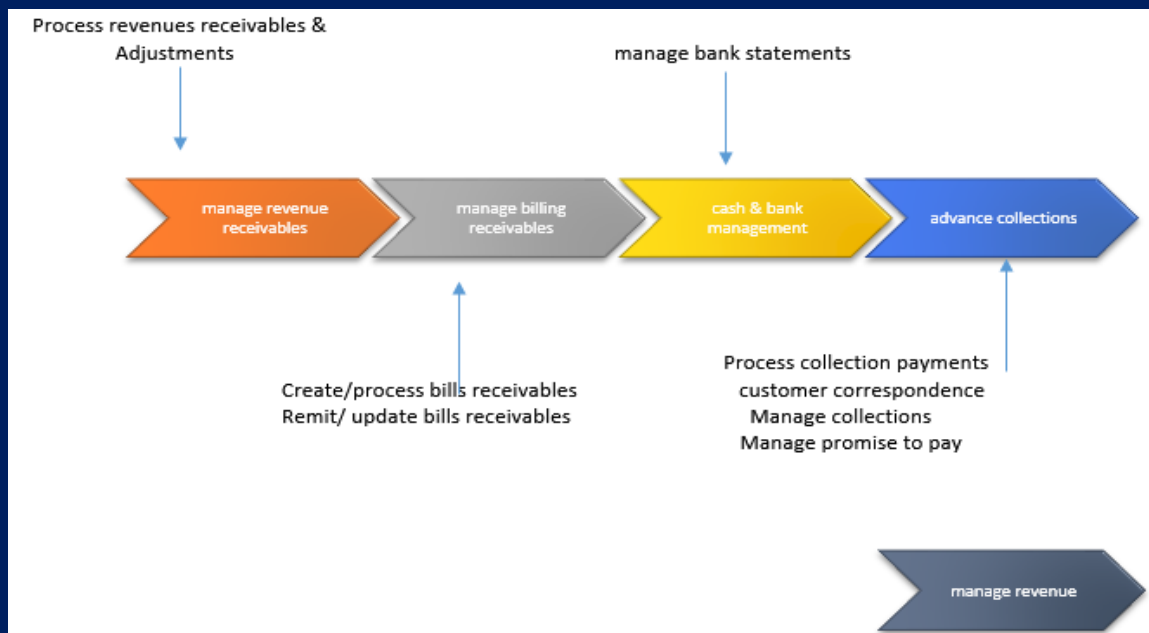 Process revenues receivables &
Adjustments
manage bank statements
manage revenue
receivables
manage billing
receivables
cash & bank
management
advance collections
Create/process bills receivables
Remit/ update bills receivables
Process collection payments
customer correspondence
Manage collections
Manage promise to pay
manage revenue